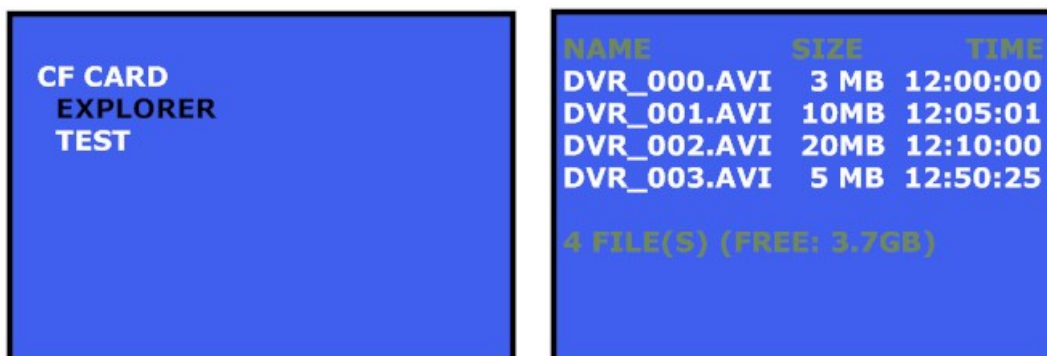 CF CARD
EXPLORER
TEST
NAME SIZE TIME
DVR_000.AVI 3 MB 12:00:00
DVR_001.AVI 10MB 12:05:01
DVR_002.AVI 20MB 12:10:00
DVR_003.AVI 5 MB 12:50:25
4 FILE(S) (FREE: 3.7GB)